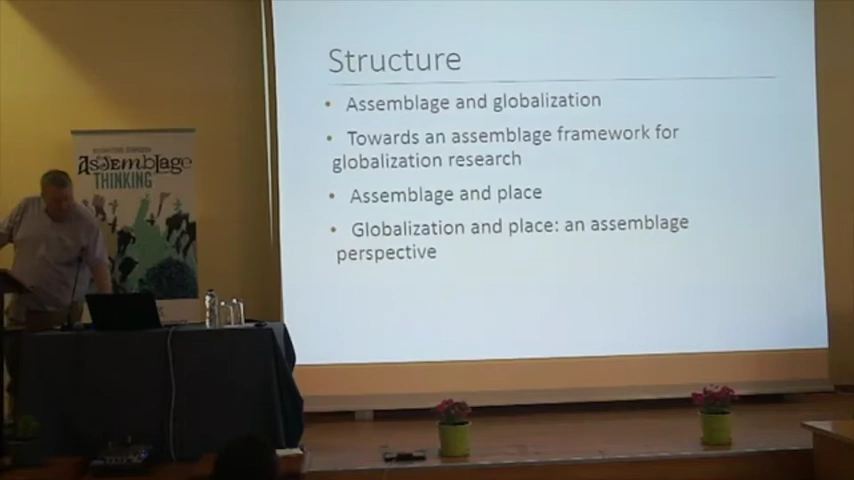 Structure
• Assemblage and globalization
• Towards an assemblage framework for
globalization research
• Assemblage and place
• Globalization and place: an assemblage
perspective
ASSEMBLAGE
THINKING